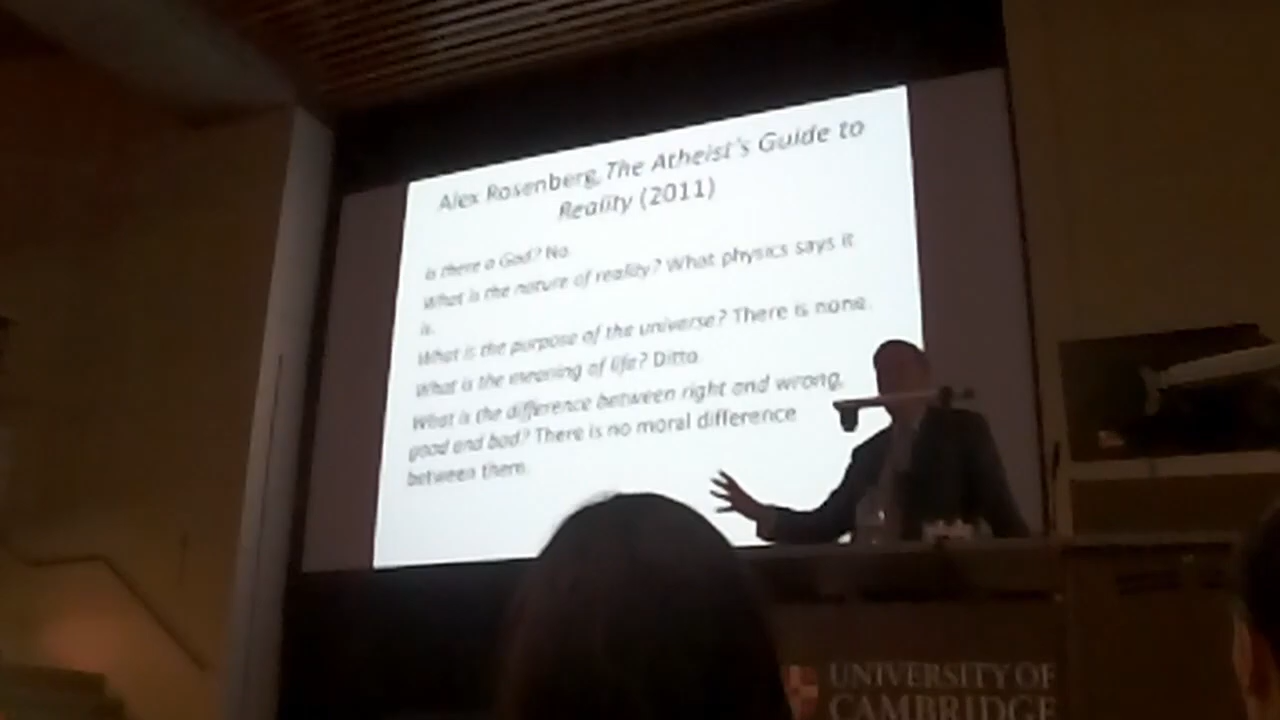 Alex Rosenberg, The Atheist's Guide to
Reality (2011)
Is there a God? No.
What is the nature of reality? What physics says it
is.
What is the purpose of the universe? There is none.
What is the meaning of life? Ditto.
What is the difference between right and wrong,
good and bad? There is no moral difference
between them.
UNIVERSITY OF
CAMBRIDGE